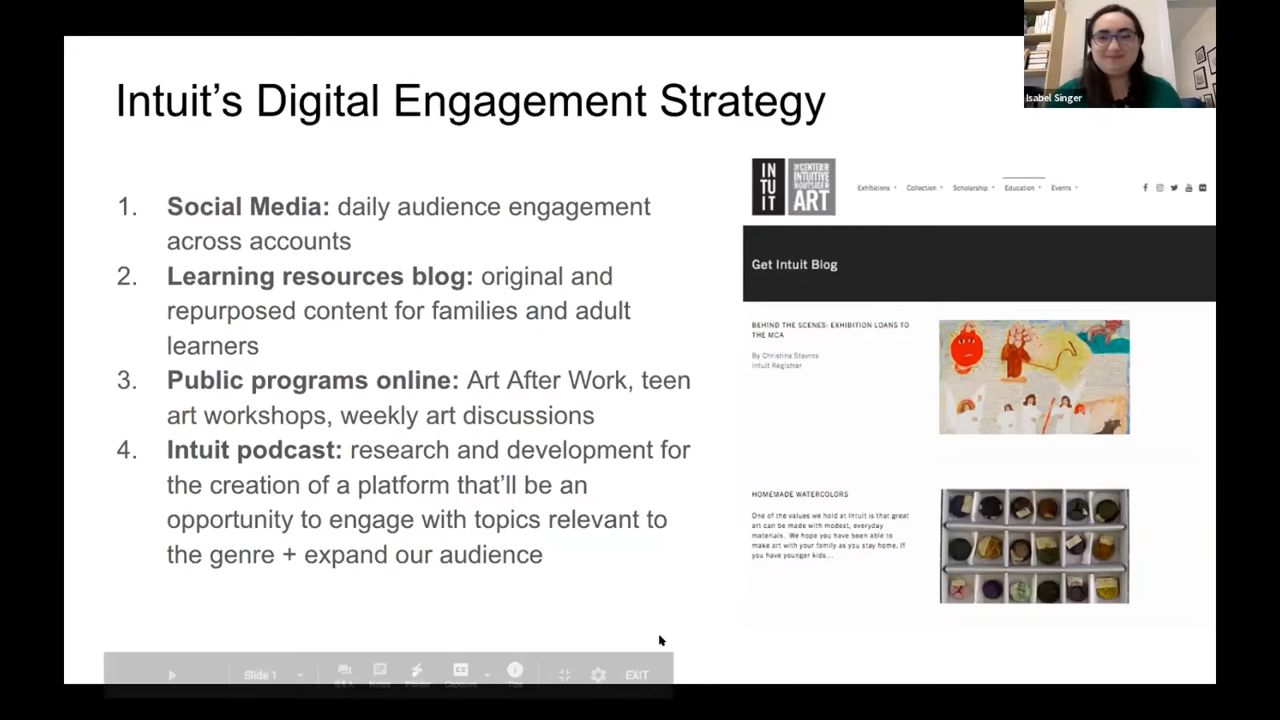 Intuit's Digital Engagement Strategy
Isabel Singer
1. Social Media: daily audience engagement
across accounts
2. Learning resources blog: original and
repurposed content for families and adult
learners
3. Public programs online: Art After Work, teen
art workshops, weekly art discussions
4. Intuit podcast: research and development for
the creation of a platform that'll be an
opportunity to engage with topics relevant to
the genre + expand our audience
IN
TU
IT
ART
Exhibitions Collection Scholarship Education Events
Get Intuit Blog
BEHIND THE SCENES: EXHIBITION LOANS TO
THE MCA
By Christina Stavros
Intuit Registrar
HOMEMADE WATERCOLORS
One of the values we hold at Intuit is that great
art can be made with modest, everyday
materials. We hope you have been able to
make art with your family as you stay home. If
you have younger kids...
Slide 1
Q&A Notes Pointer Captions Tips
EXIT